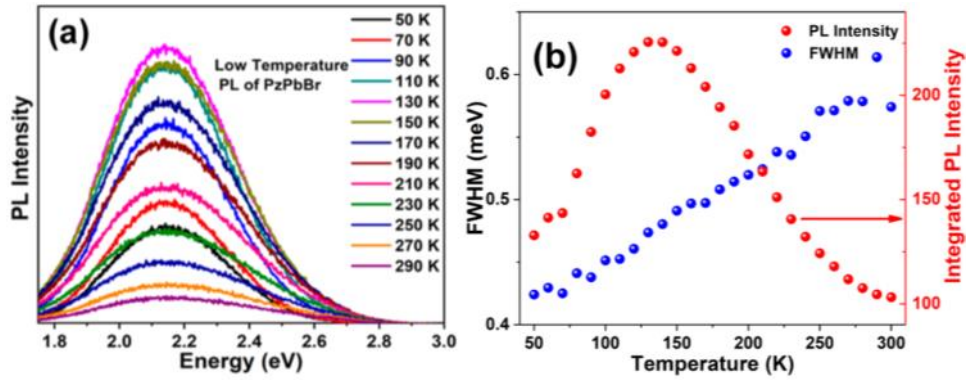 (a)
Low Temperature
PL of PzPbBr
50 K
70 K
90 K
110 K
130 K
150 K
170 K
190 K
210 K
230 K
250 K
270 K
290 K
PL Intensity
1.8 2.0 2.2 2.4 2.6 2.8 3.0
Energy (eV)
(b)
PL Intensity
FWHM
FWHM (meV)
0.6
0.5
0.4
50 100 150 200 250 300
Temperature (K)
200
150
100
Integrated PL Intensity